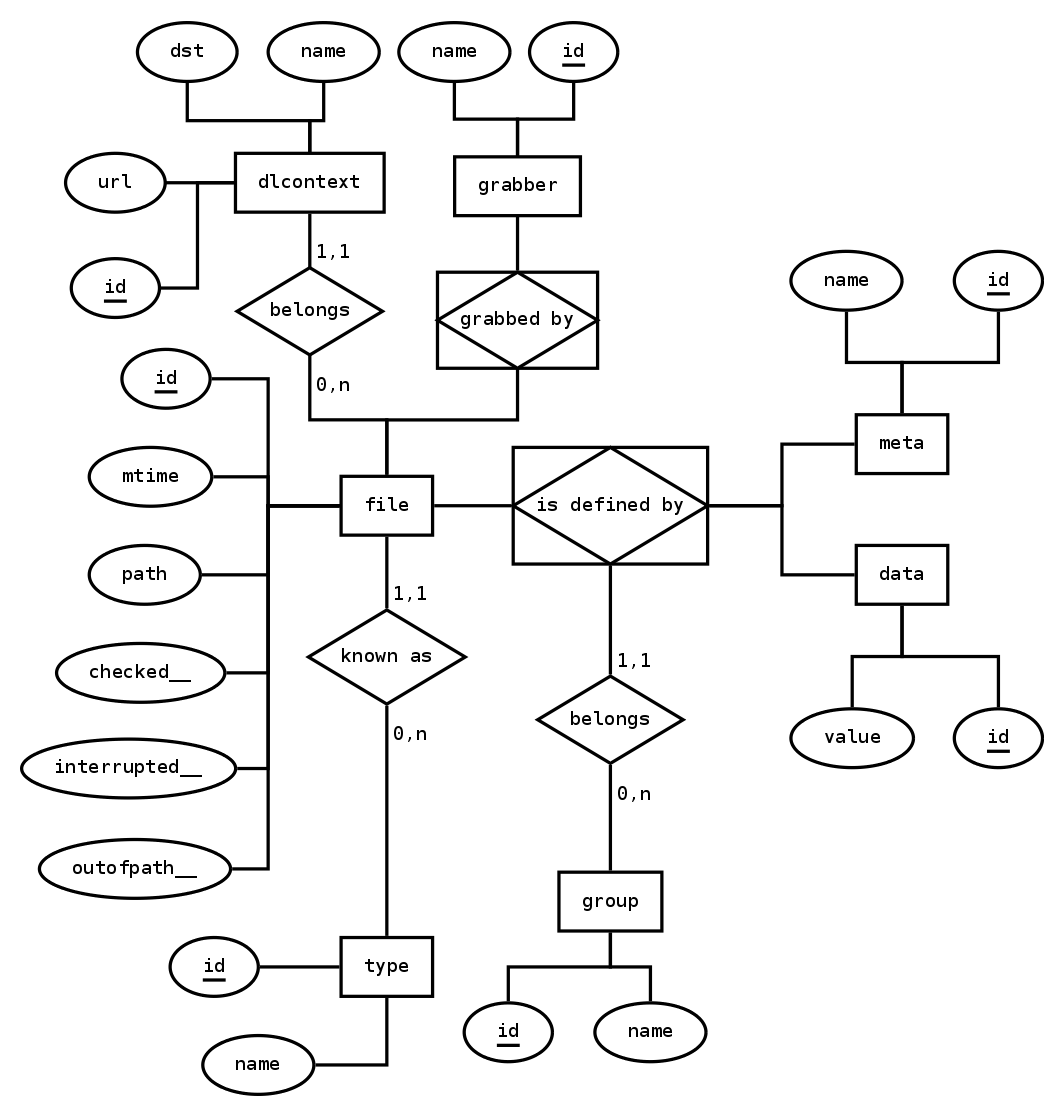 dst
name
name
id
url
dlcontext
grabber
1,1
id
belongs
grabbed by
name
id
id
0,n
meta
mtime
file
is defined by
path
1,1
data
checked__
known as
1,1
belongs
0,n
value
id
interrupted__
0,n
outofpath__
group
id
type
id
name
name